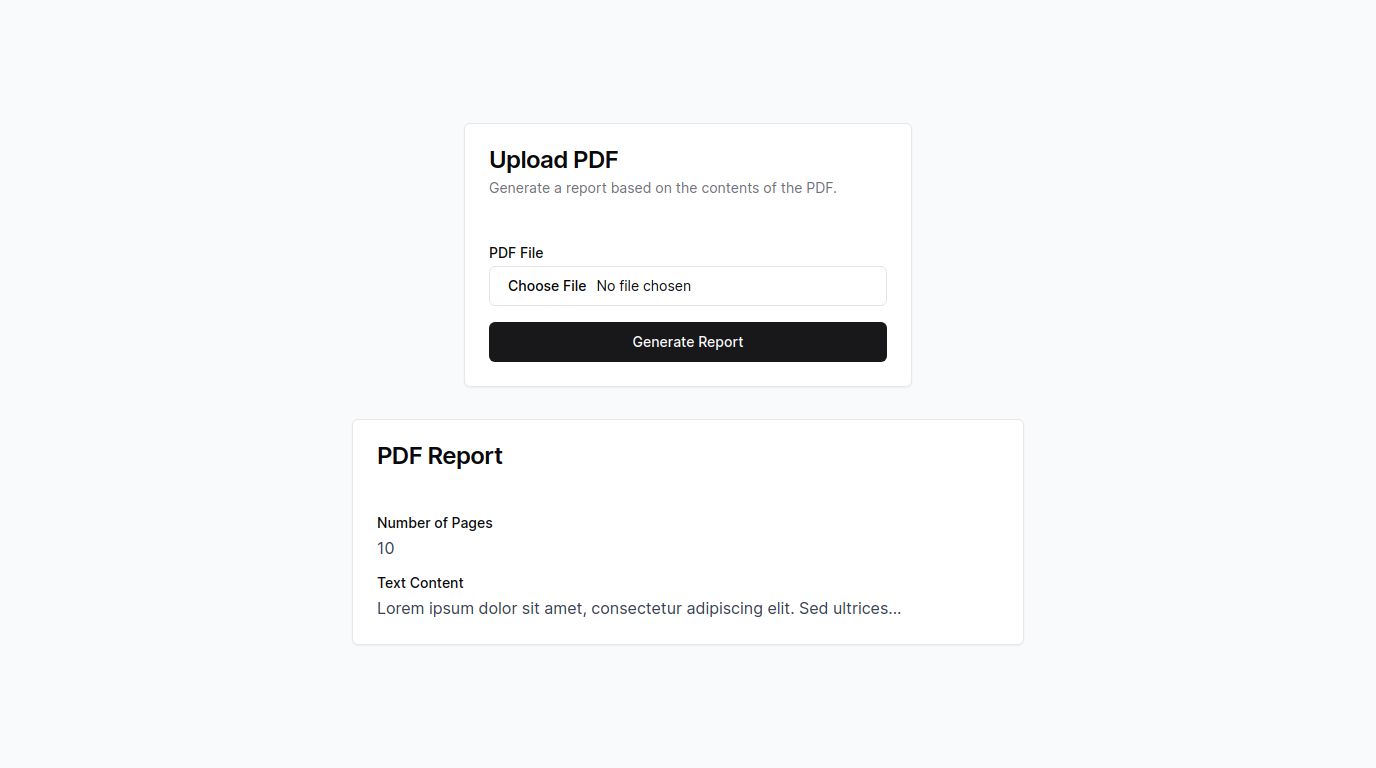 Upload PDF
Generate a report based on the contents of the PDF.
PDF File
Choose File No file chosen
Generate Report
PDF Report
Number of Pages
10
Text Content
Lorem ipsum dolor sit amet, consectetur adipiscing elit. Sed ultrices...